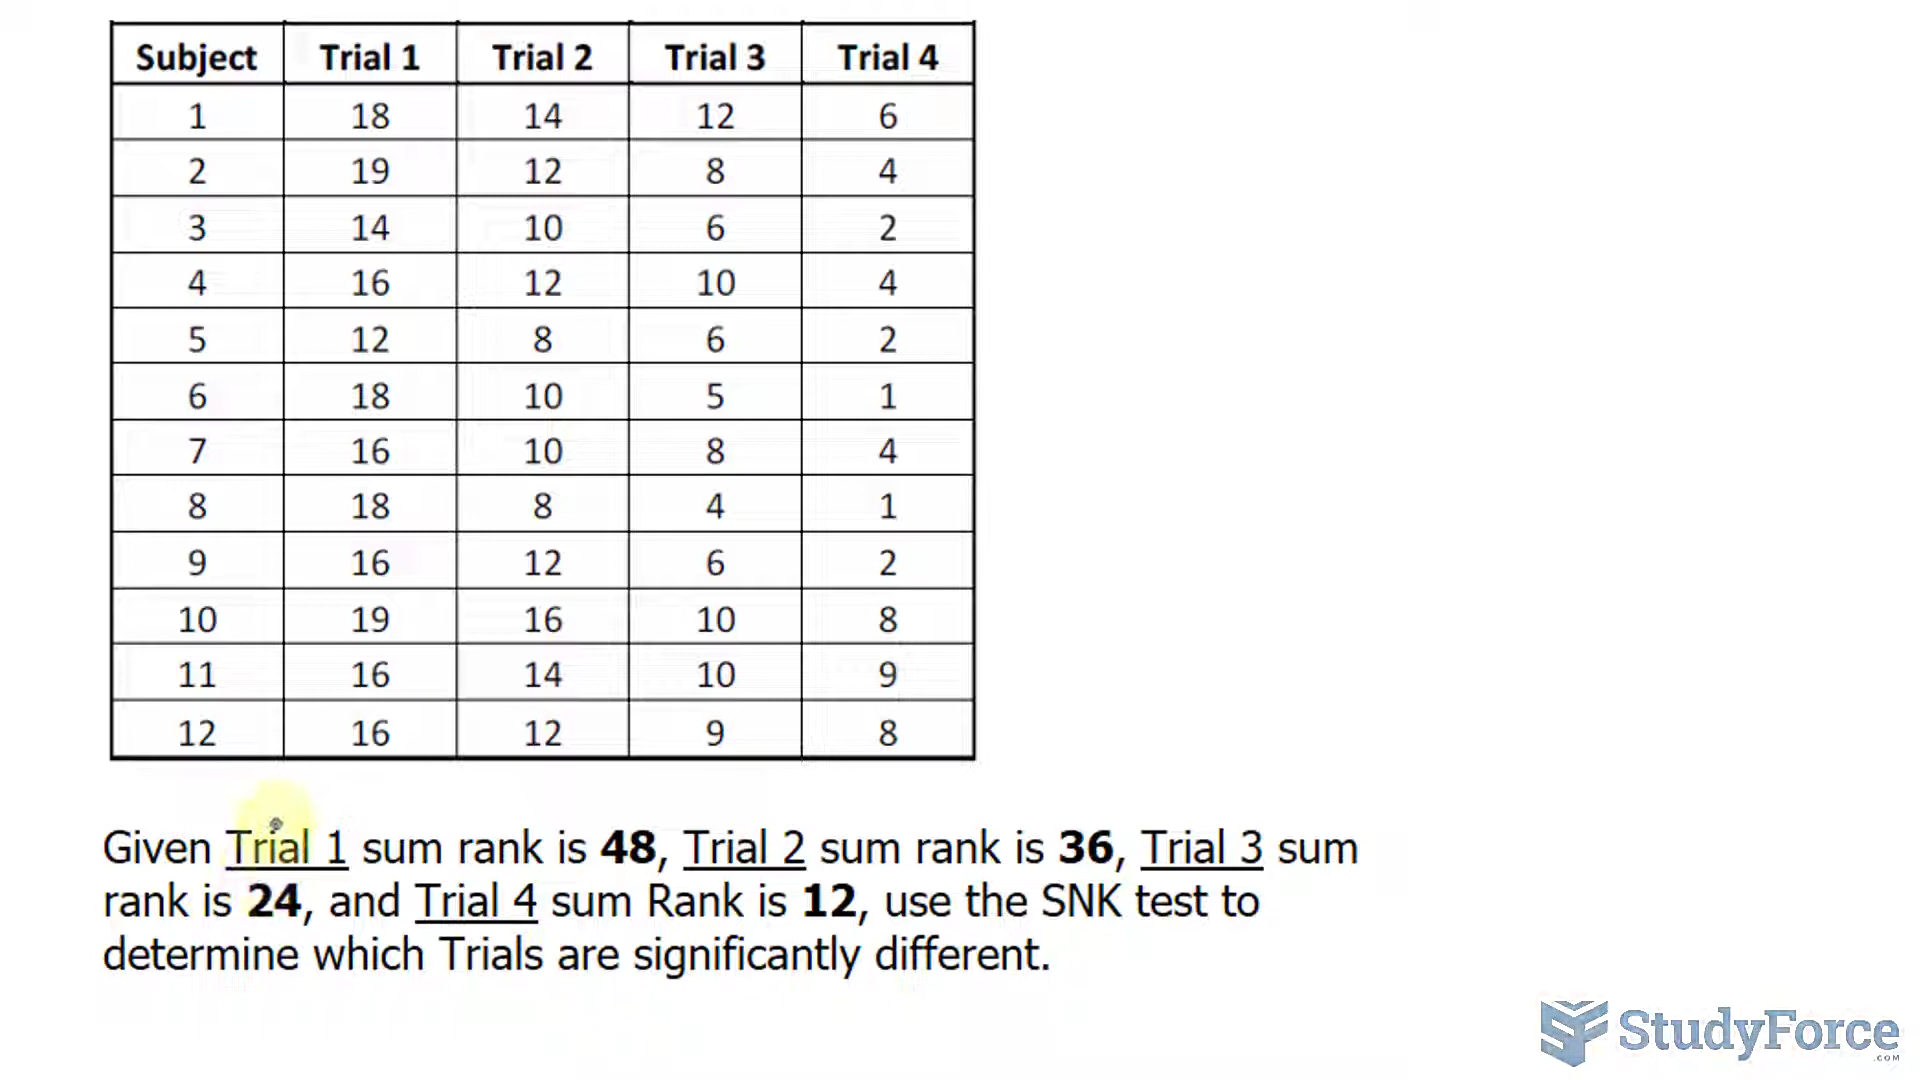 Subject Trial 1 Trial 2 Trial 3 Trial 4
1 18 14 12 6
2 19 12 8 4
3 14 10 6 2
4 16 12 10 4
5 12 8 6 2
6 18 10 5 1
7 16 10 8 4
8 18 8 4 1
9 16 12 6 2
10 19 16 10 8
11 16 14 10 9
12 16 12 9 8
Given Trial 1 sum rank is 48, Trial 2 sum rank is 36, Trial 3 sum
rank is 24, and Trial 4 sum Rank is 12, use the SNK test to
determine which Trials are significantly different.
StudyForce
.COM